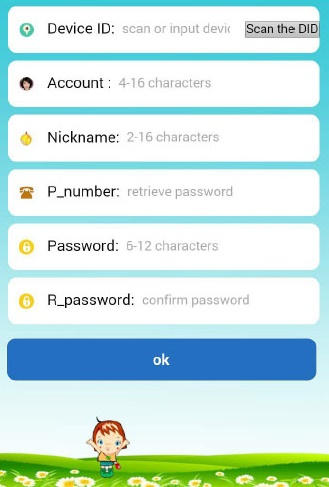 Device ID: scan or input devic Scan the DID
Account : 4-16 characters
Nickname: 2-16 characters
P_number: retrieve password
Password: 6-12 characters
R_password: confirm password
ok